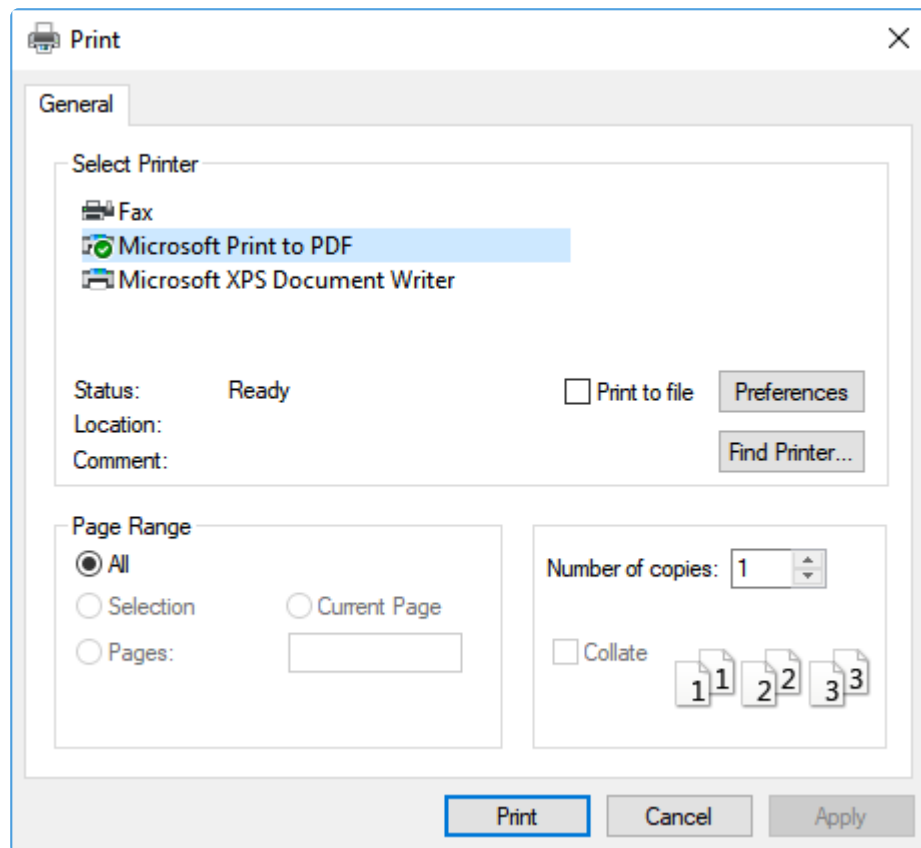 Print
General
Select Printer
Fax
Microsoft Print to PDF
Microsoft XPS Document Writer
Status: Ready
Print to file
Preferences
Location:
Comment:
Find Printer...
Page Range
All
Selection
Current Page
Pages:
Number of copies: 1
Collate
1 1 2 2 3 3
Print
Cancel
Apply